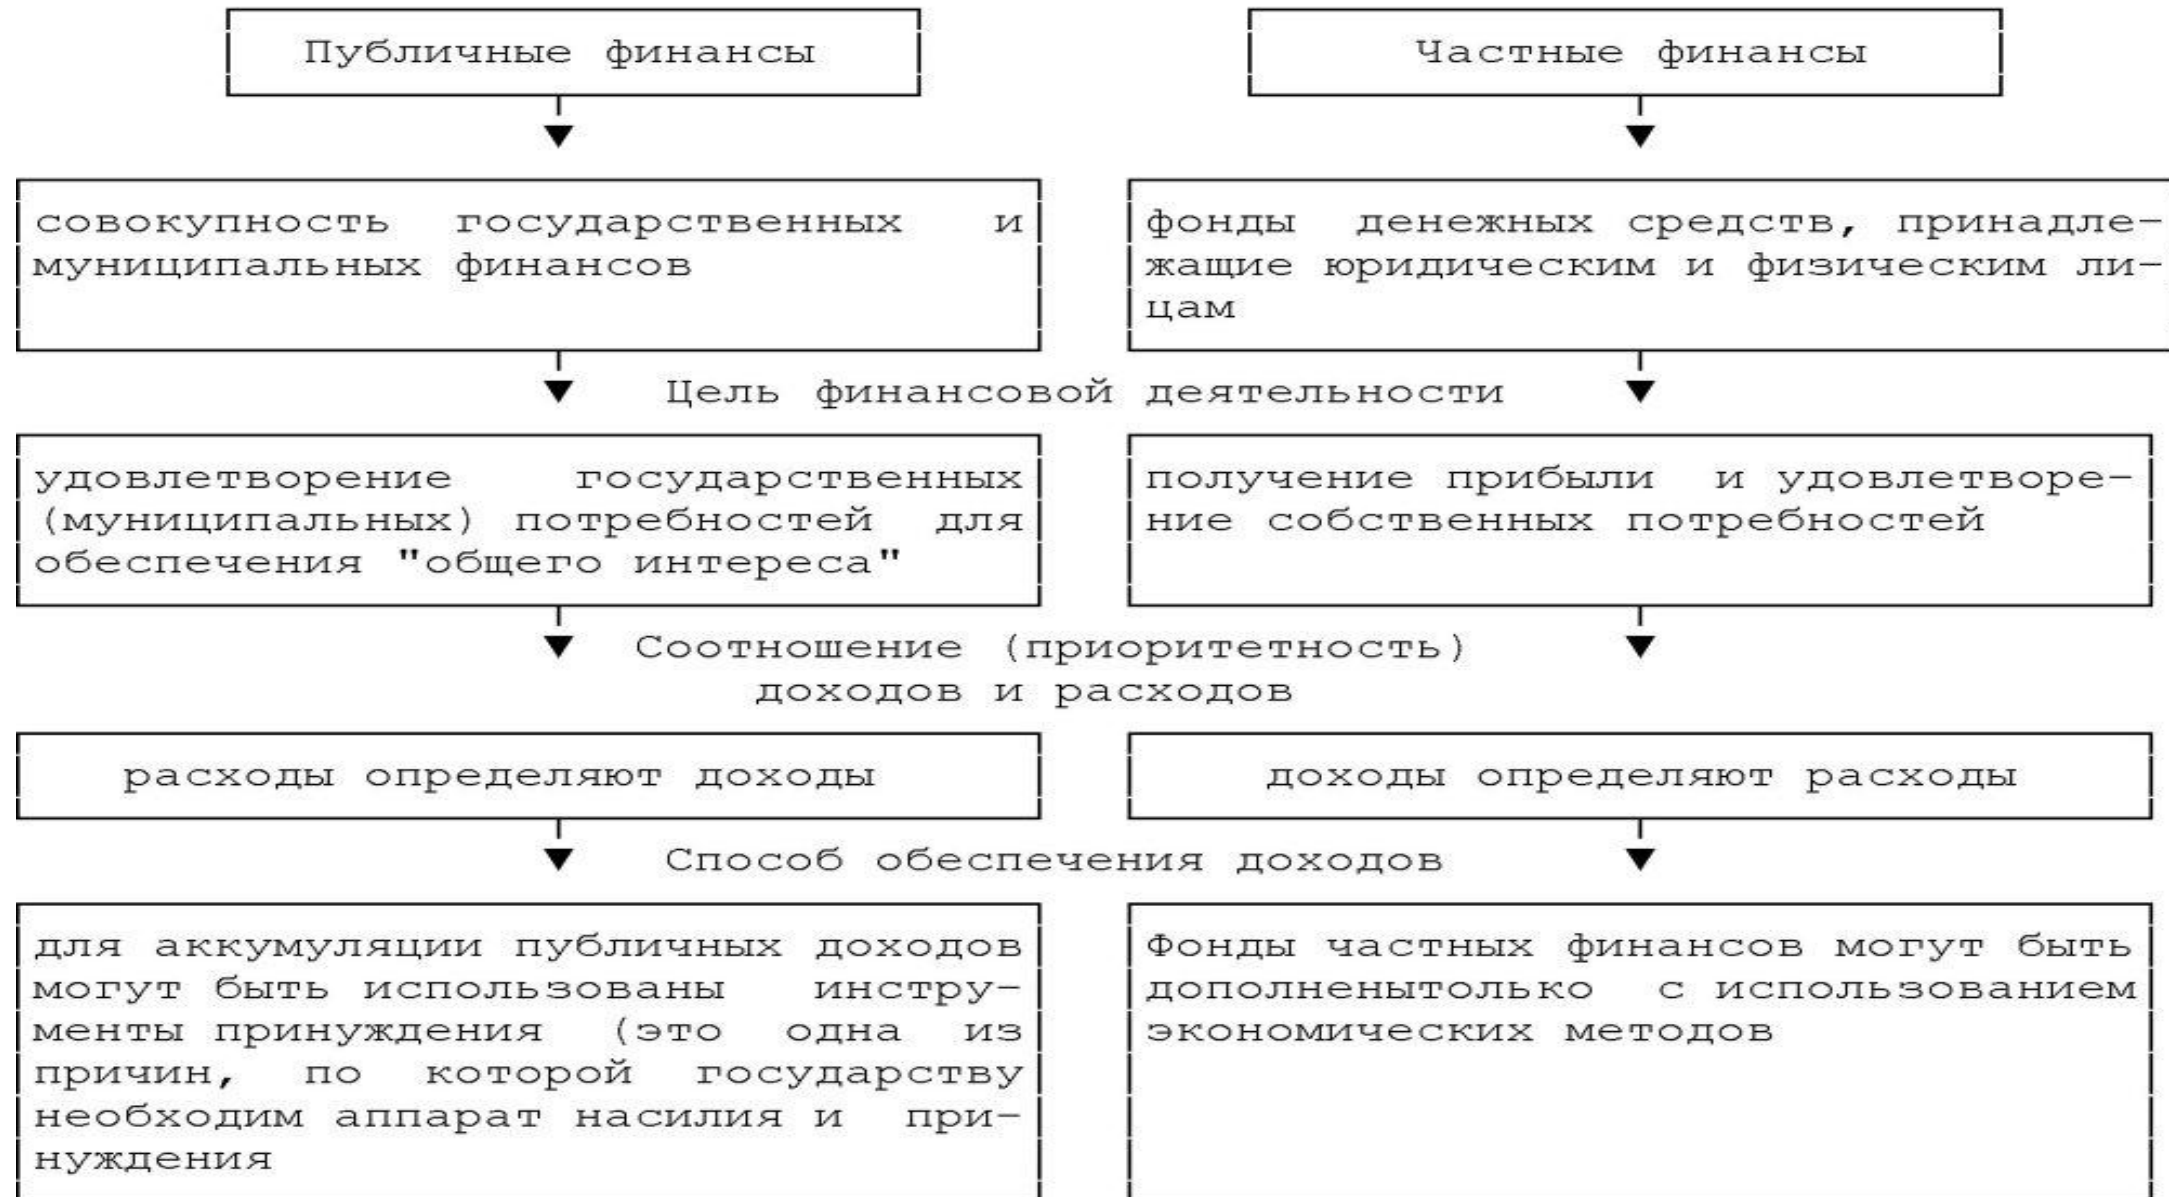 Публичные финансы
Частные финансы
совокупность государственных и
муниципальных финансов
фонды денежных средств, принадле-
жащие юридическим и физическим ли-
цам
Цель финансовой деятельности
удовлетворение государственных
(муниципальных) потребностей для
обеспечения "общего интереса"
получение прибыли и удовлетворе-
ние собственных потребностей
Соотношение (приоритетность)
доходов и расходов
расходы определяют доходы
доходы определяют расходы
Способ обеспечения доходов
для аккумуляции публичных доходов
могут быть использованы инстру-
менты принуждения (это одна из
причин, по которой государству
необходим аппарат насилия и при-
нуждения
Фонды частных финансов могут быть
дополненытолько с использованием
экономических методов